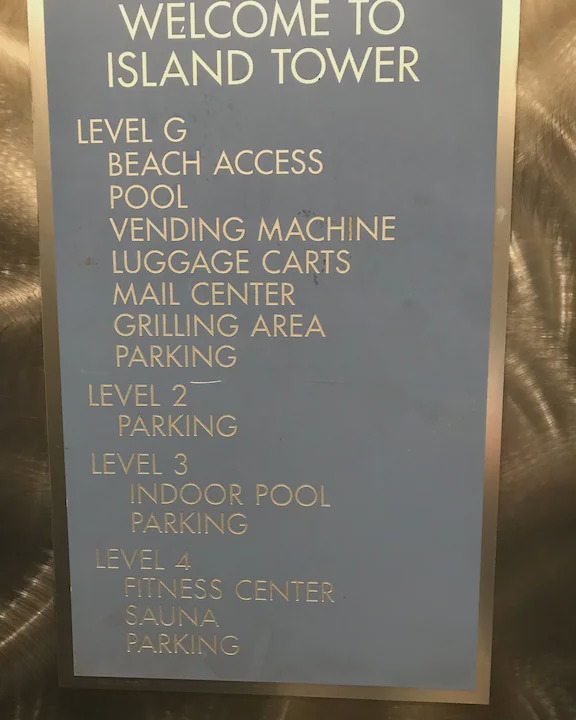 WELCOME TO
ISLAND TOWER
LEVEL G
BEACH ACCESS
POOL
VENDING MACHINE
LUGGAGE CARTS
MAIL CENTER
GRILLING AREA
PARKING
LEVEL 2
PARKING
LEVEL 3
INDOOR POOL
PARKING
LEVEL 4
FITNESS CENTER
SAUNA
PARKING